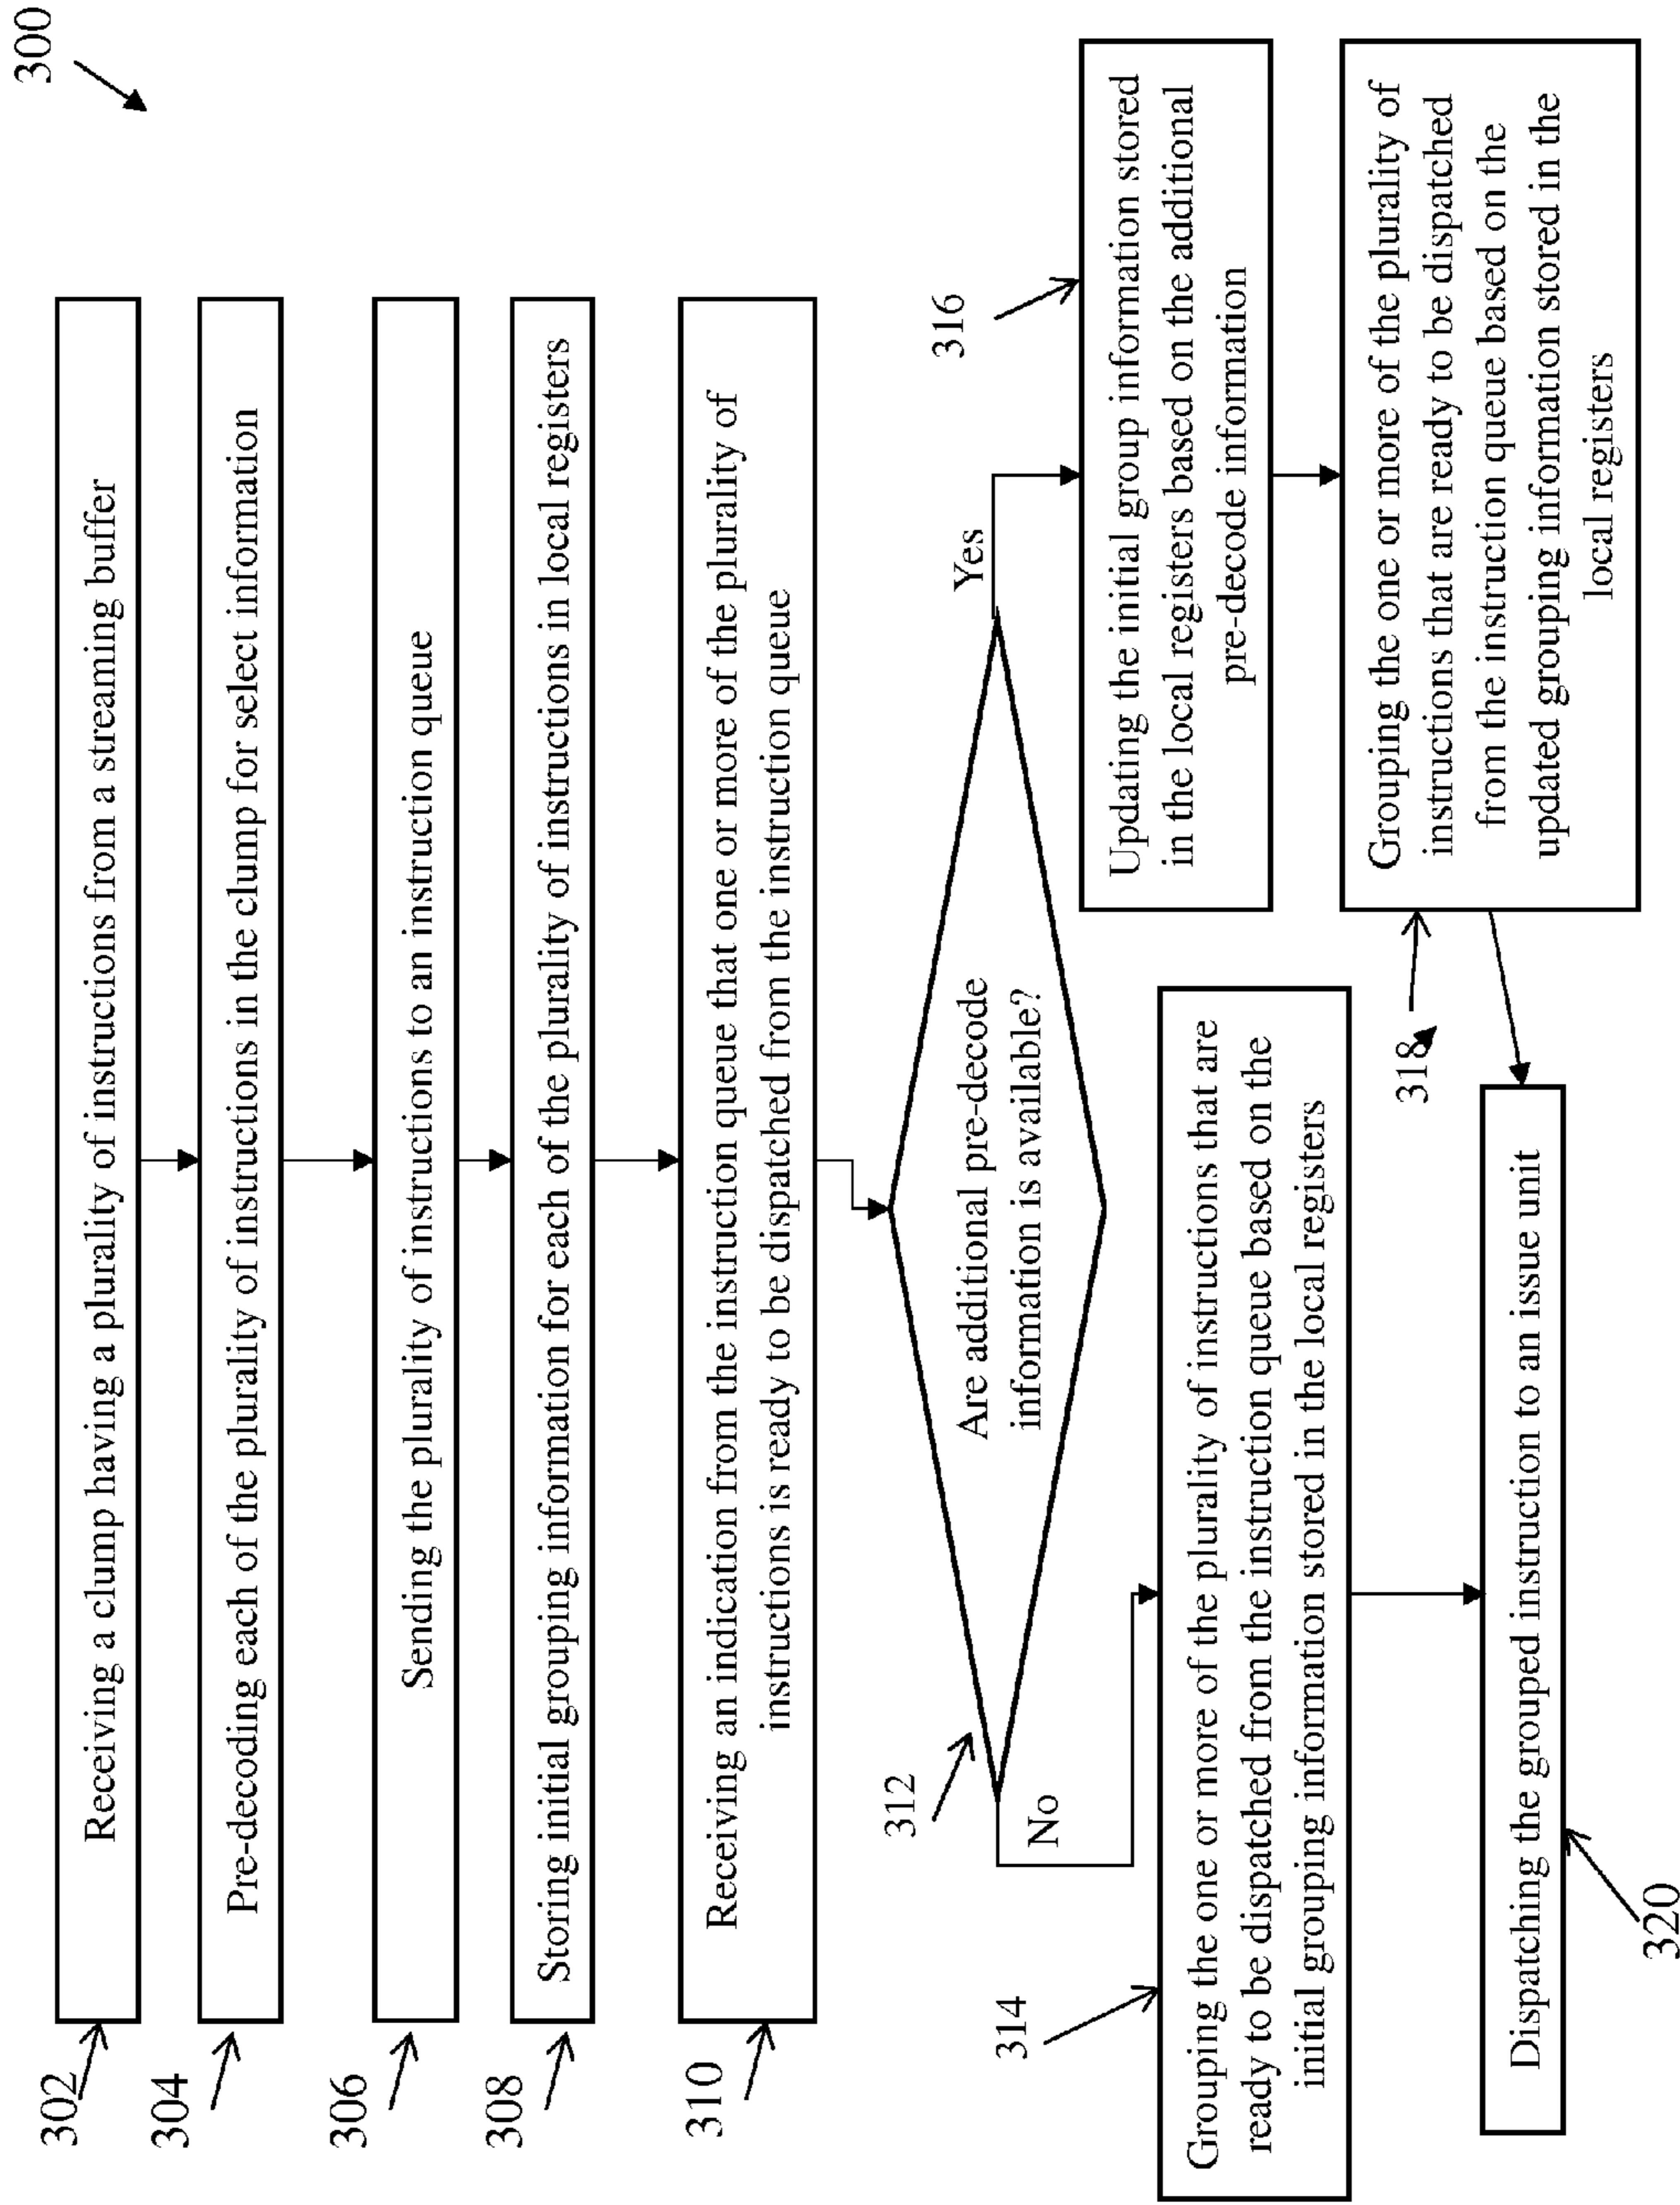 300
302
Receiving a clump having a plurality of instructions from a streaming buffer
304
Pre-decoding each of the plurality of instructions in the clump for select information
306
Sending the plurality of instructions to an instruction queue
308
Storing initial grouping information for each of the plurality of instructions in local registers
310
Receiving an indication from the instruction queue that one or more of the plurality of
instructions is ready to be dispatched from the instruction queue
312
Are additional pre-decode
information is available?
No
Yes
314
Grouping the one or more of the plurality of instructions that are
ready to be dispatched from the instruction queue based on the
initial grouping information stored in the local registers
316
Updating the initial group information stored
in the local registers based on the additional
pre-decode information
318
Grouping the one or more of the plurality of
instructions that are ready to be dispatched
from the instruction queue based on the
updated grouping information stored in the
local registers
320
Dispatching the grouped instruction to an issue unit